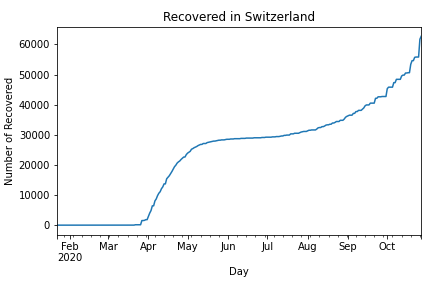 Recovered in Switzerland
Number of Recovered
60000
50000
40000
30000
20000
10000
0
Feb Mar Apr May Jun Jul Aug Sep Oct
2020
Day